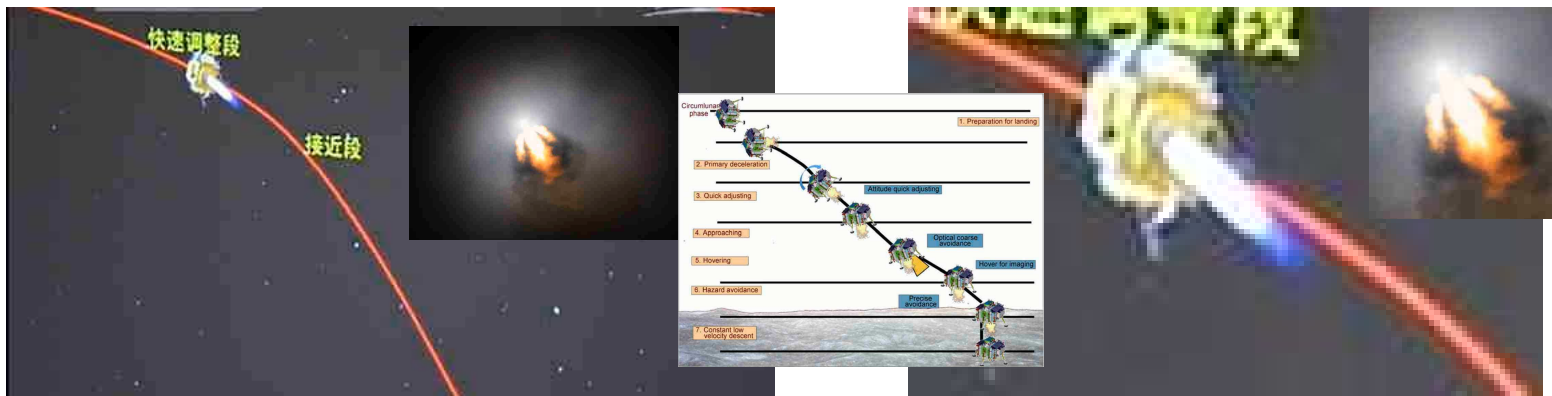 快速调整段
接近段
Circumlunar
phase
1. Preparation for landing
2. Primary deceleration
3. Quick adjusting
Attitude quick adjusting
4. Approaching
Optical coarse
avoidance
5. Hovering
Hover for imaging
6. Hazard avoidance
Precise
avoidance
7. Constant low
velocity descent